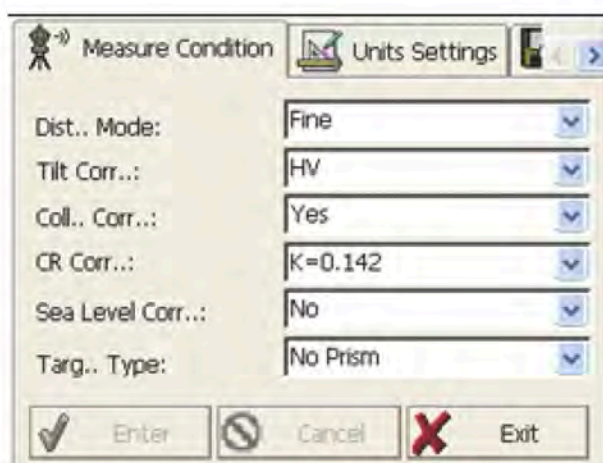 Measure Condition Units Settings
Dist.. Mode: Fine
Tilt Corr..: HV
Coll.. Corr..: Yes
CR Corr..: K=0.142
Sea Level Corr..: No
Targ.. Type: No Prism
Enter Cancel Exit